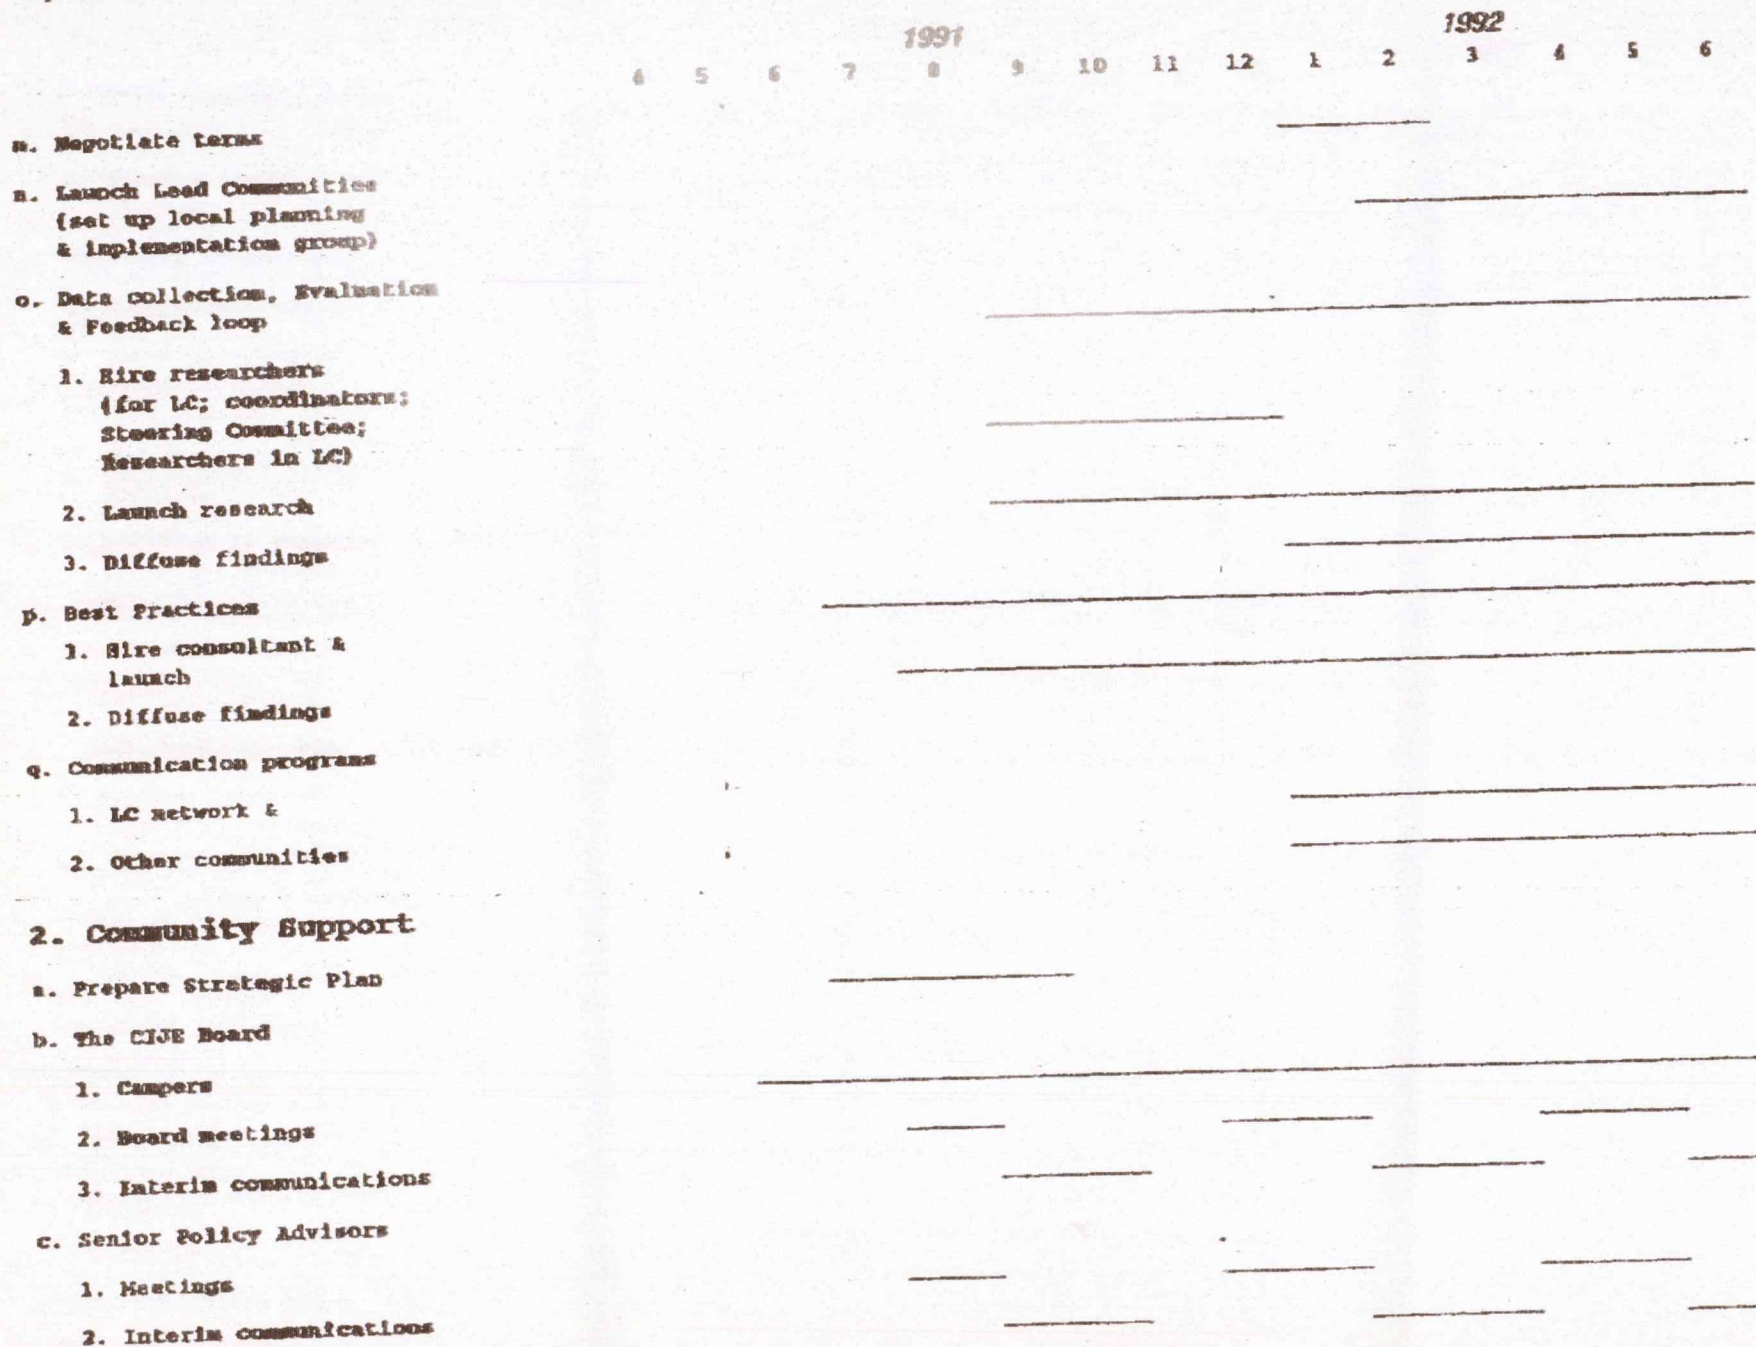 1991 1992
4 5 6 7 8 9 10 11 12 1 2 3 4 5 6
m. Negotiate terms
n. Launch Lead Communities
(set up local planning
& implementation group)
o. Data collection, Evaluation
& Feedback loop
1. Hire researchers
(for LC; coordinators;
Steering Committee;
Researchers in LC)
2. Launch research
3. Diffuse findings
p. Best Practices
1. Hire consultant &
launch
2. Diffuse findings
q. Communication programs
1. LC network &
2. Other communities
2. Community Support
a. Prepare Strategic Plan
b. The CIJE Board
1. Campers
2. Board meetings
3. Interim communications
c. Senior Policy Advisors
1. Meetings
2. Interim communications